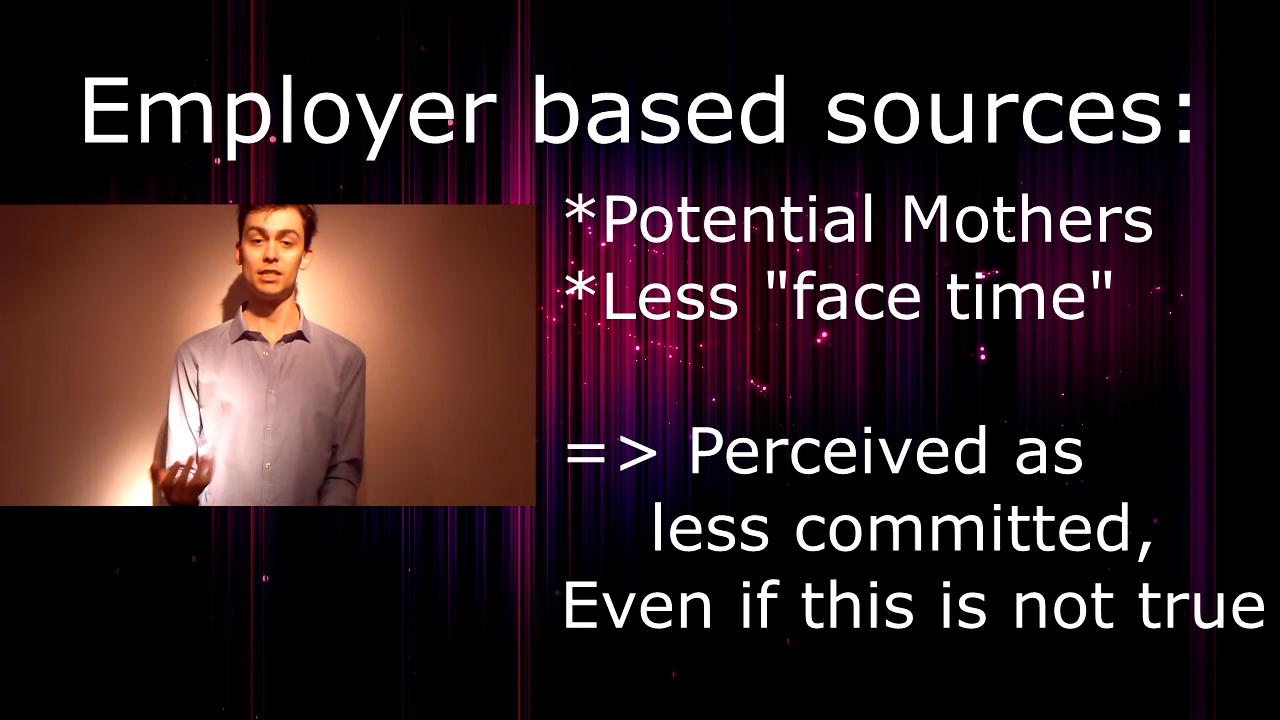 Employer based sources:
*Potential Mothers
*Less "face time"
=> Perceived as
less committed,
Even if this is not true